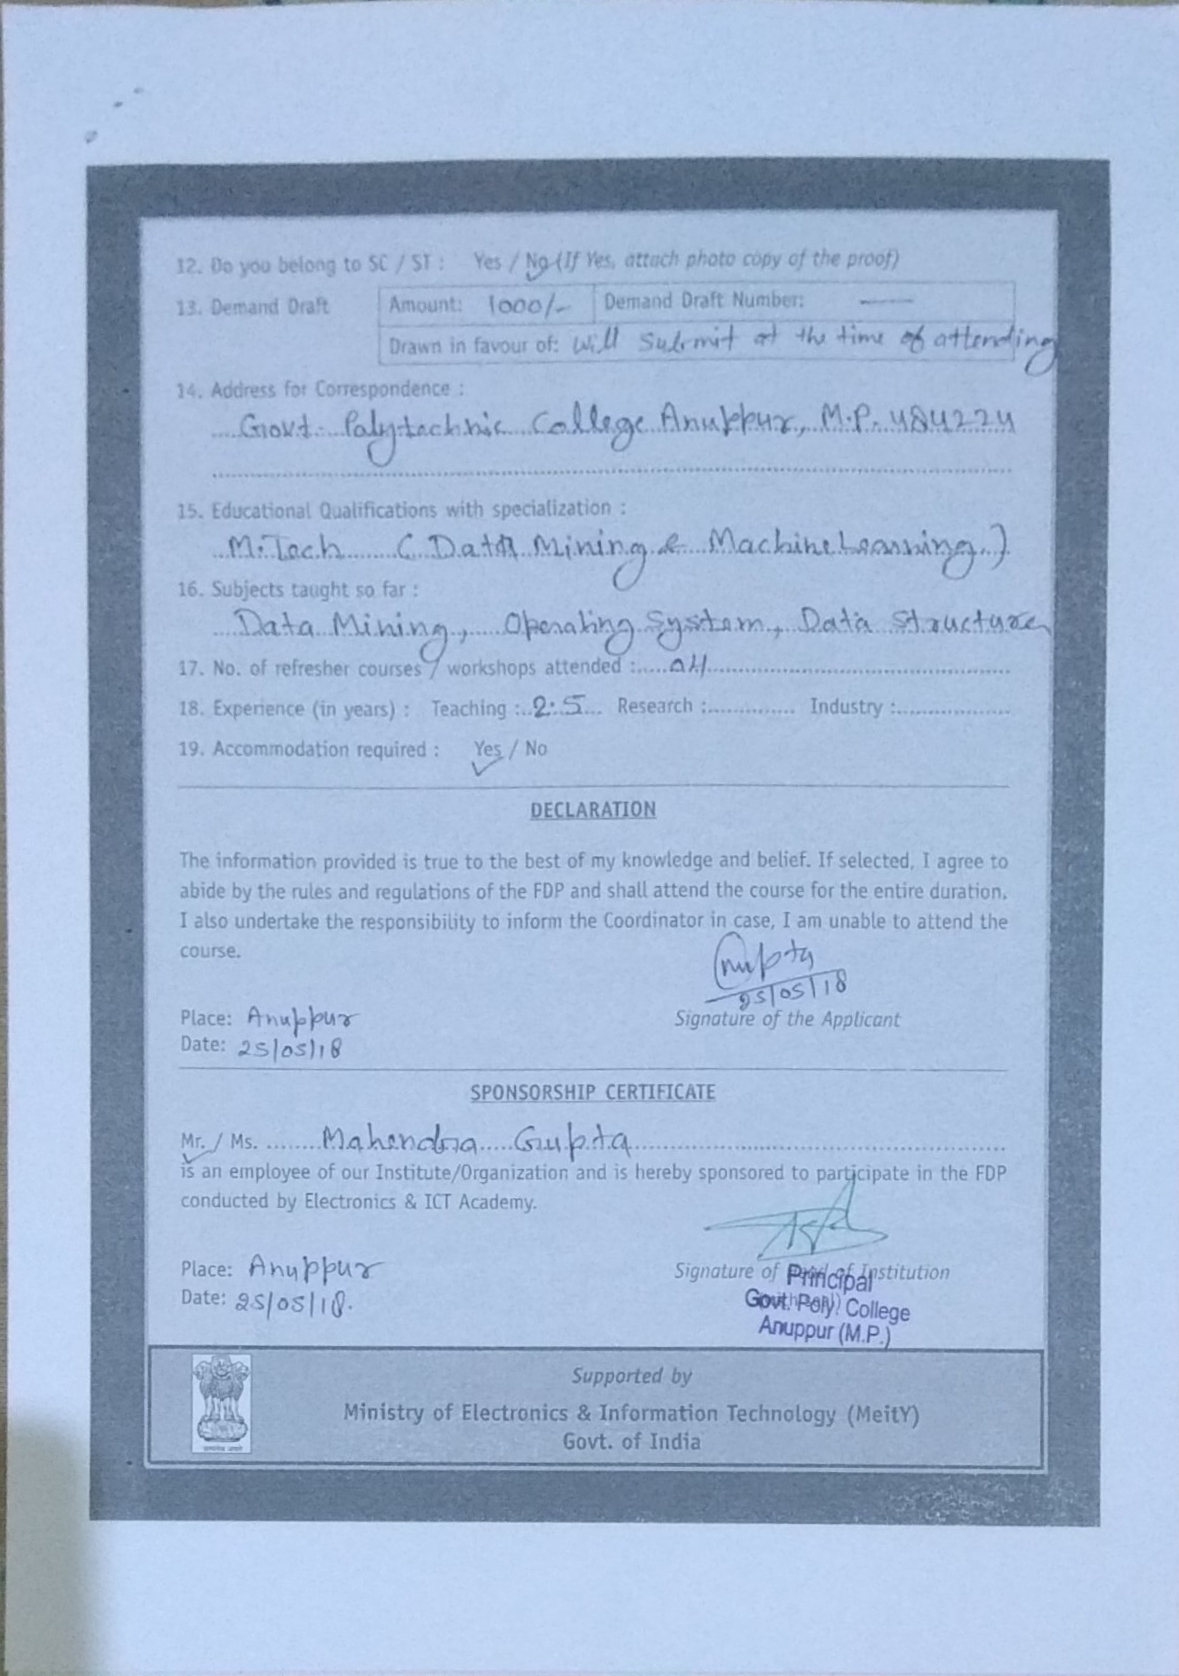 12. Do you belong to SC / ST : Yes / No (If Yes, attach photo copy of the proof)
13. Demand Draft Amount: 1000/- Demand Draft Number: —
Drawn in favour of: Will Submit at the time of attending
14. Address for Correspondence :
Govt. Polytechnic College Anuppur, M.P. 484224
15. Educational Qualifications with specialization :
M.Tech (Data Mining & Machine Learning)
16. Subjects taught so far :
Data Mining, Operating System, Data Structure
17. No. of refresher courses / workshops attended : 04
18. Experience (in years) : Teaching : 2.5 Research : Industry :
19. Accommodation required : Yes / No
DECLARATION
The information provided is true to the best of my knowledge and belief. If selected, I agree to
abide by the rules and regulations of the FDP and shall attend the course for the entire duration.
I also undertake the responsibility to inform the Coordinator in case, I am unable to attend the
course.
Gupta
25/05/18
Place: Anuppur
Signature of the Applicant
Date: 25/05/18
SPONSORSHIP CERTIFICATE
Mr. / Ms. Mahendra Gupta
is an employee of our Institute/Organization and is hereby sponsored to participate in the FDP
conducted by Electronics & ICT Academy.
Place: Anuppur
Signature of Institution
Date: 25/05/18.
Principal
Govt. Poly. College
Anuppur (M.P.)
Supported by
Ministry of Electronics & Information Technology (MeitY)
Govt. of India